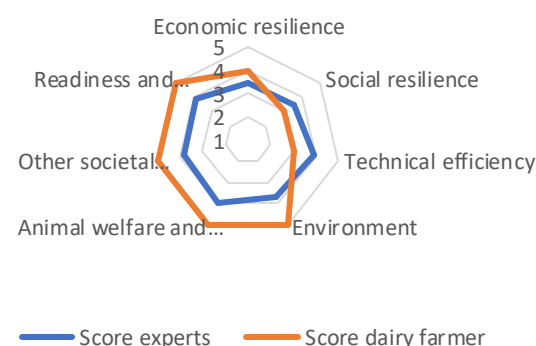 Economic resilience
5
4
3
2
1
Readiness and...
Social resilience
Other societal...
Technical efficiency
Animal welfare and...
Environment
Score experts
Score dairy farmer